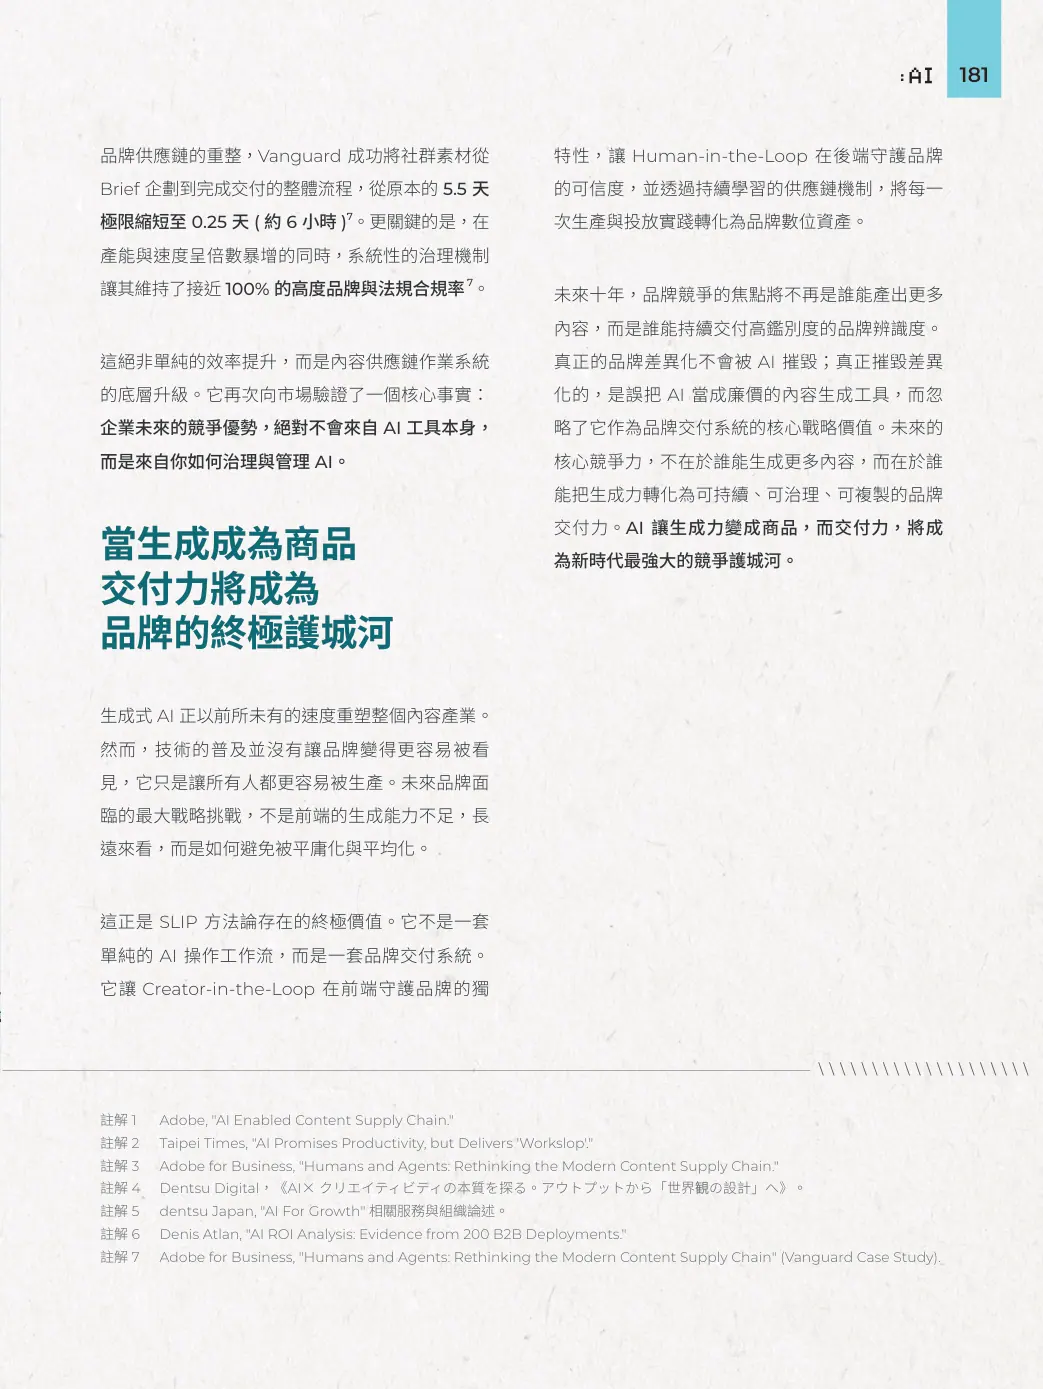 :AI 181
品牌供應鏈的重整，Vanguard 成功將社群素材從
Brief 企劃到完成交付的整體流程，從原本的 5.5 天
極限縮短至 0.25 天 ( 約 6 小時 )7。更關鍵的是，在
產能與速度呈倍數暴增的同時，系統性的治理機制
讓其維持了接近 100% 的高度品牌與法規合規率7。
這絕非單純的效率提升，而是內容供應鏈作業系統
的底層升級。它再次向市場驗證了一個核心事實：
企業未來的競爭優勢，絕對不會來自 AI 工具本身，
而是來自你如何治理與管理 AI。
當生成成為商品
交付力將成為
品牌的終極護城河
生成式 AI 正以前所未有的速度重塑整個內容產業。
然而，技術的普及並沒有讓品牌變得更容易被看
見，它只是讓所有人都更容易被生產。未來品牌面
臨的最大戰略挑戰，不是前端的生成能力不足，長
遠來看，而是如何避免被平庸化與平均化。
這正是 SLIP 方法論存在的終極價值。它不是一套
單純的 AI 操作工作流，而是一套品牌交付系統。
它讓 Creator-in-the-Loop 在前端守護品牌的獨
特性，讓 Human-in-the-Loop 在後端守護品牌
的可信度，並透過持續學習的供應鏈機制，將每一
次生產與投放實踐轉化為品牌數位資產。
未來十年，品牌競爭的焦點將不再是誰能產出更多
內容，而是誰能持續交付高鑑別度的品牌辨識度。
真正的品牌差異化不會被 AI 摧毀；真正摧毀差異
化的，是誤把 AI 當成廉價的內容生成工具，而忽
略了它作為品牌交付系統的核心戰略價值。未來的
核心競爭力，不在於誰能生成更多內容，而在於誰
能把生成力轉化為可持續、可治理、可複製的品牌
交付力。AI 讓生成力變成商品，而交付力，將成
為新時代最強大的競爭護城河。
註解 1 Adobe, "AI Enabled Content Supply Chain."
註解 2 Taipei Times, "AI Promises Productivity, but Delivers 'Workslop'."
註解 3 Adobe for Business, "Humans and Agents: Rethinking the Modern Content Supply Chain."
註解 4 Dentsu Digital，《AI× クリエイティビティの本質を探る。アウトプットから「世界観の設計」へ》。
註解 5 dentsu Japan, "AI For Growth" 相關服務與組織論述。
註解 6 Denis Atlan, "AI ROI Analysis: Evidence from 200 B2B Deployments."
註解 7 Adobe for Business, "Humans and Agents: Rethinking the Modern Content Supply Chain" (Vanguard Case Study).